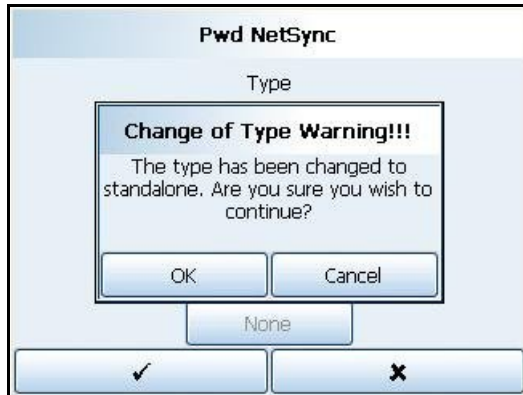 Pwd NetSync
Type
Change of Type Warning!!!
The type has been changed to
standalone. Are you sure you wish to
continue?
OK Cancel
None